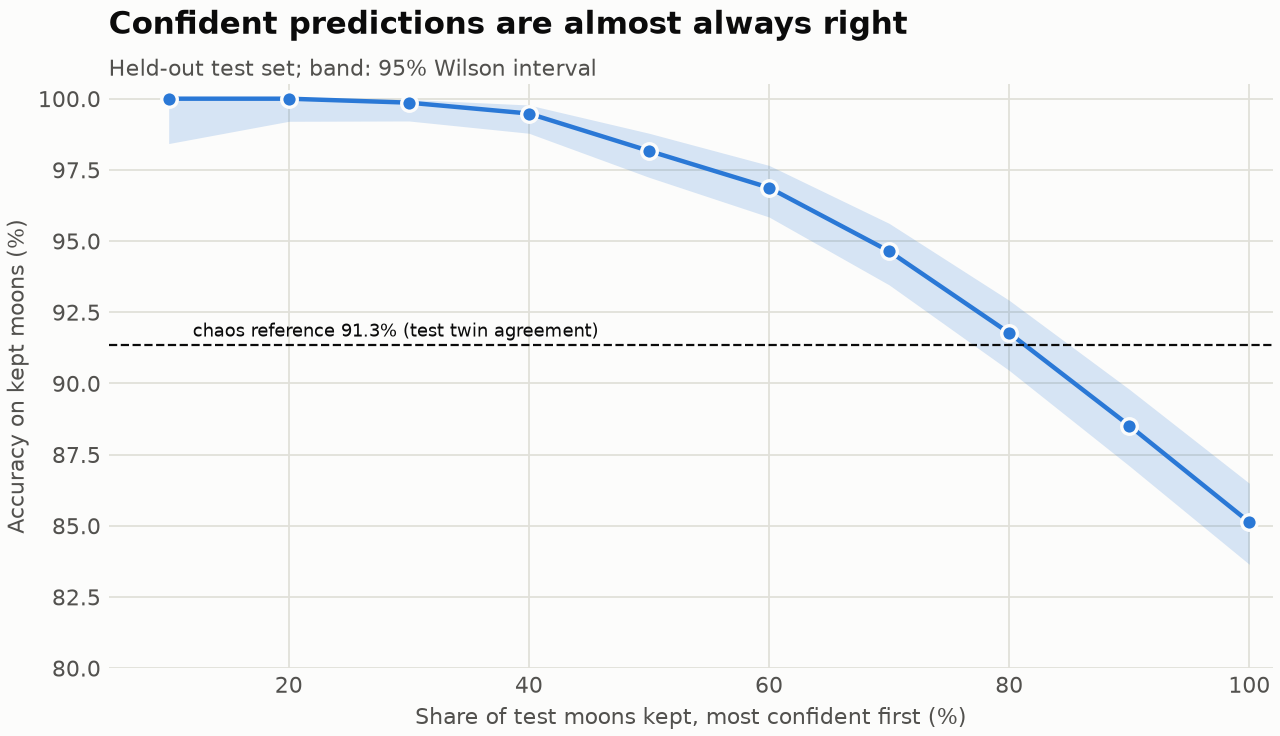 Confident predictions are almost always right
Held-out test set; band: 95% Wilson interval
Accuracy on kept moons (%)
100.0
97.5
95.0
92.5
90.0
87.5
85.0
82.5
80.0
chaos reference 91.3% (test twin agreement)
20 40 60 80 100
Share of test moons kept, most confident first (%)